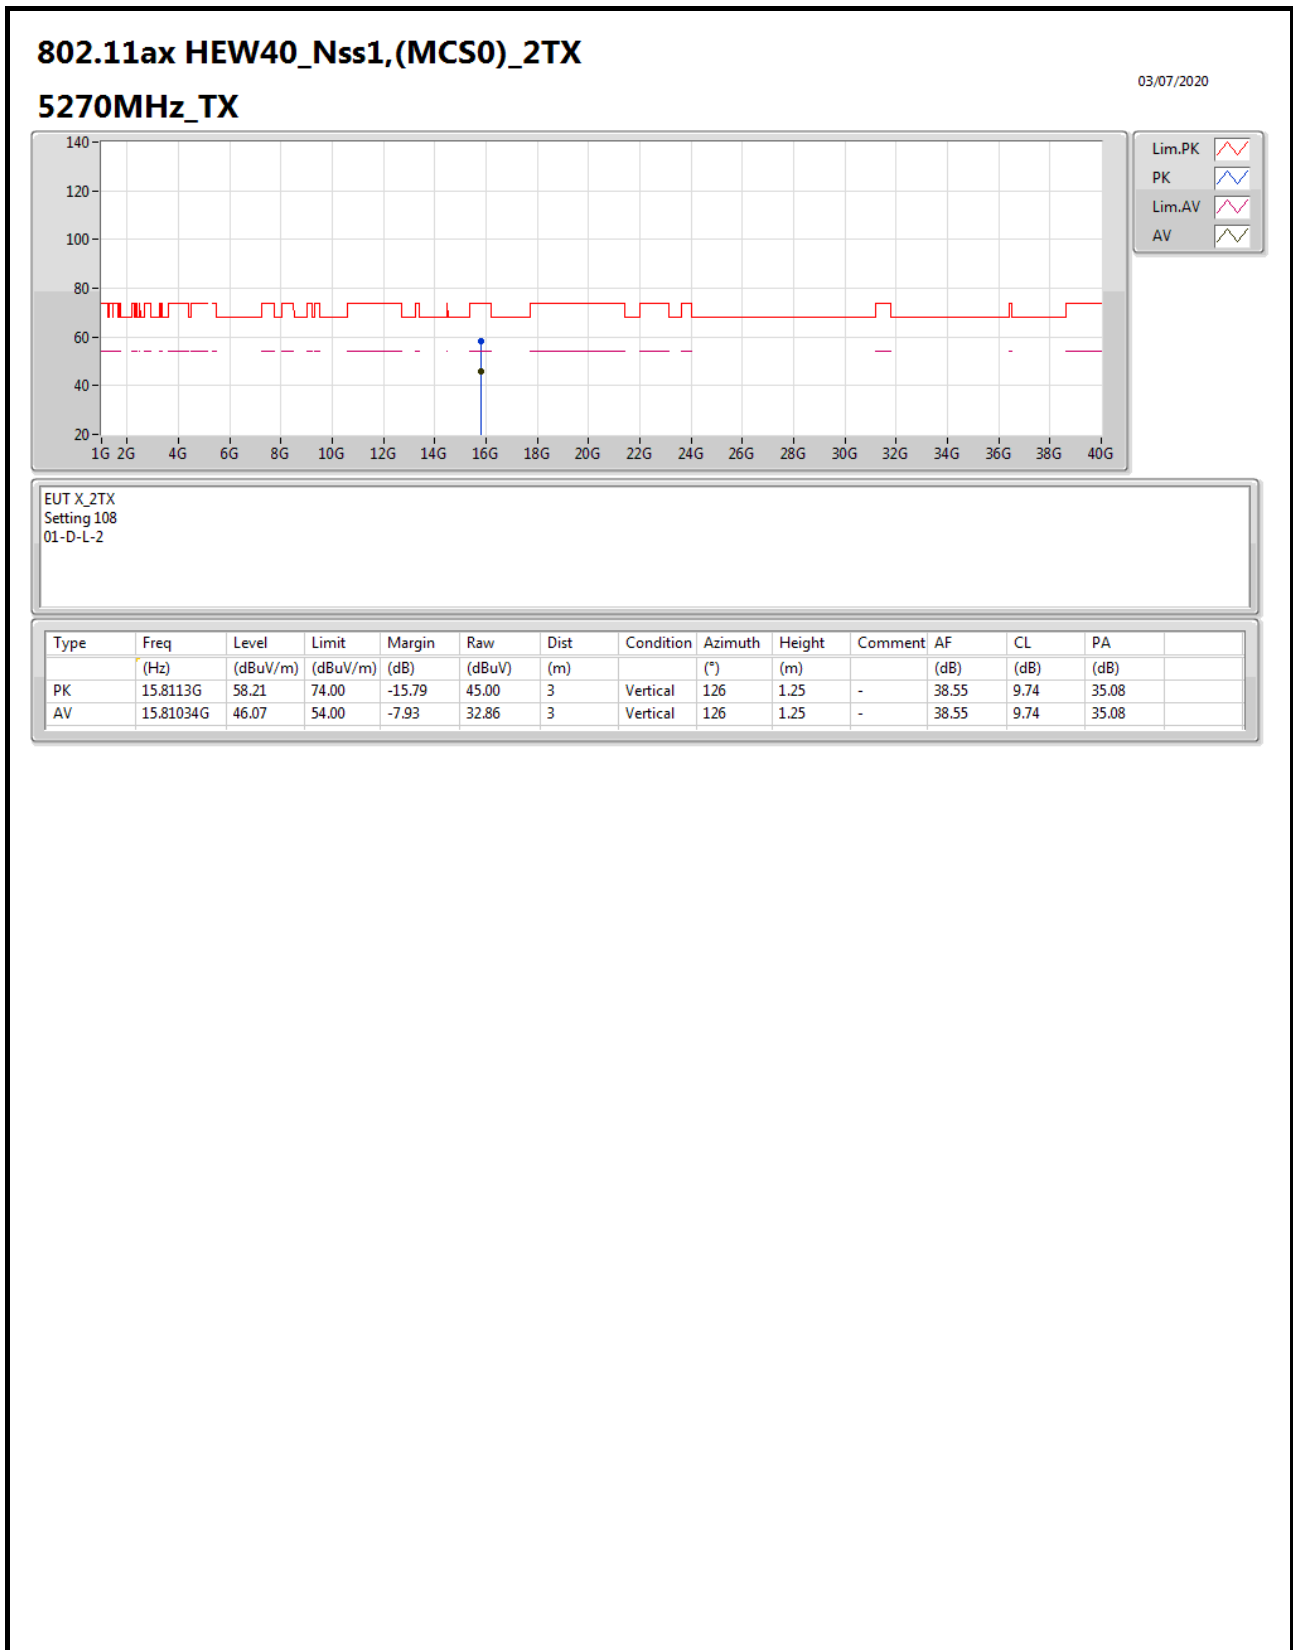 802.11ax HEW40_Nss1,(MCS0)_2TX
03/07/2020
5270MHz_TX
140
120
100
80
60
40
20
1G 2G 4G 6G 8G 10G 12G 14G 16G 18G 20G 22G 24G 26G 28G 30G 32G 34G 36G 38G 40G
Lim.PK
PK
Lim.AV
AV
EUT X_2TX
Setting 108
01-D-L-2
Type Freq Level Limit Margin Raw Dist Condition Azimuth Height Comment AF CL PA
(Hz) (dBuV/m) (dBuV/m) (dB) (dBuV) (m) (°) (m) (dB) (dB) (dB)
PK 15.8113G 58.21 74.00 -15.79 45.00 3 Vertical 126 1.25 - 38.55 9.74 35.08
AV 15.81034G 46.07 54.00 -7.93 32.86 3 Vertical 126 1.25 - 38.55 9.74 35.08